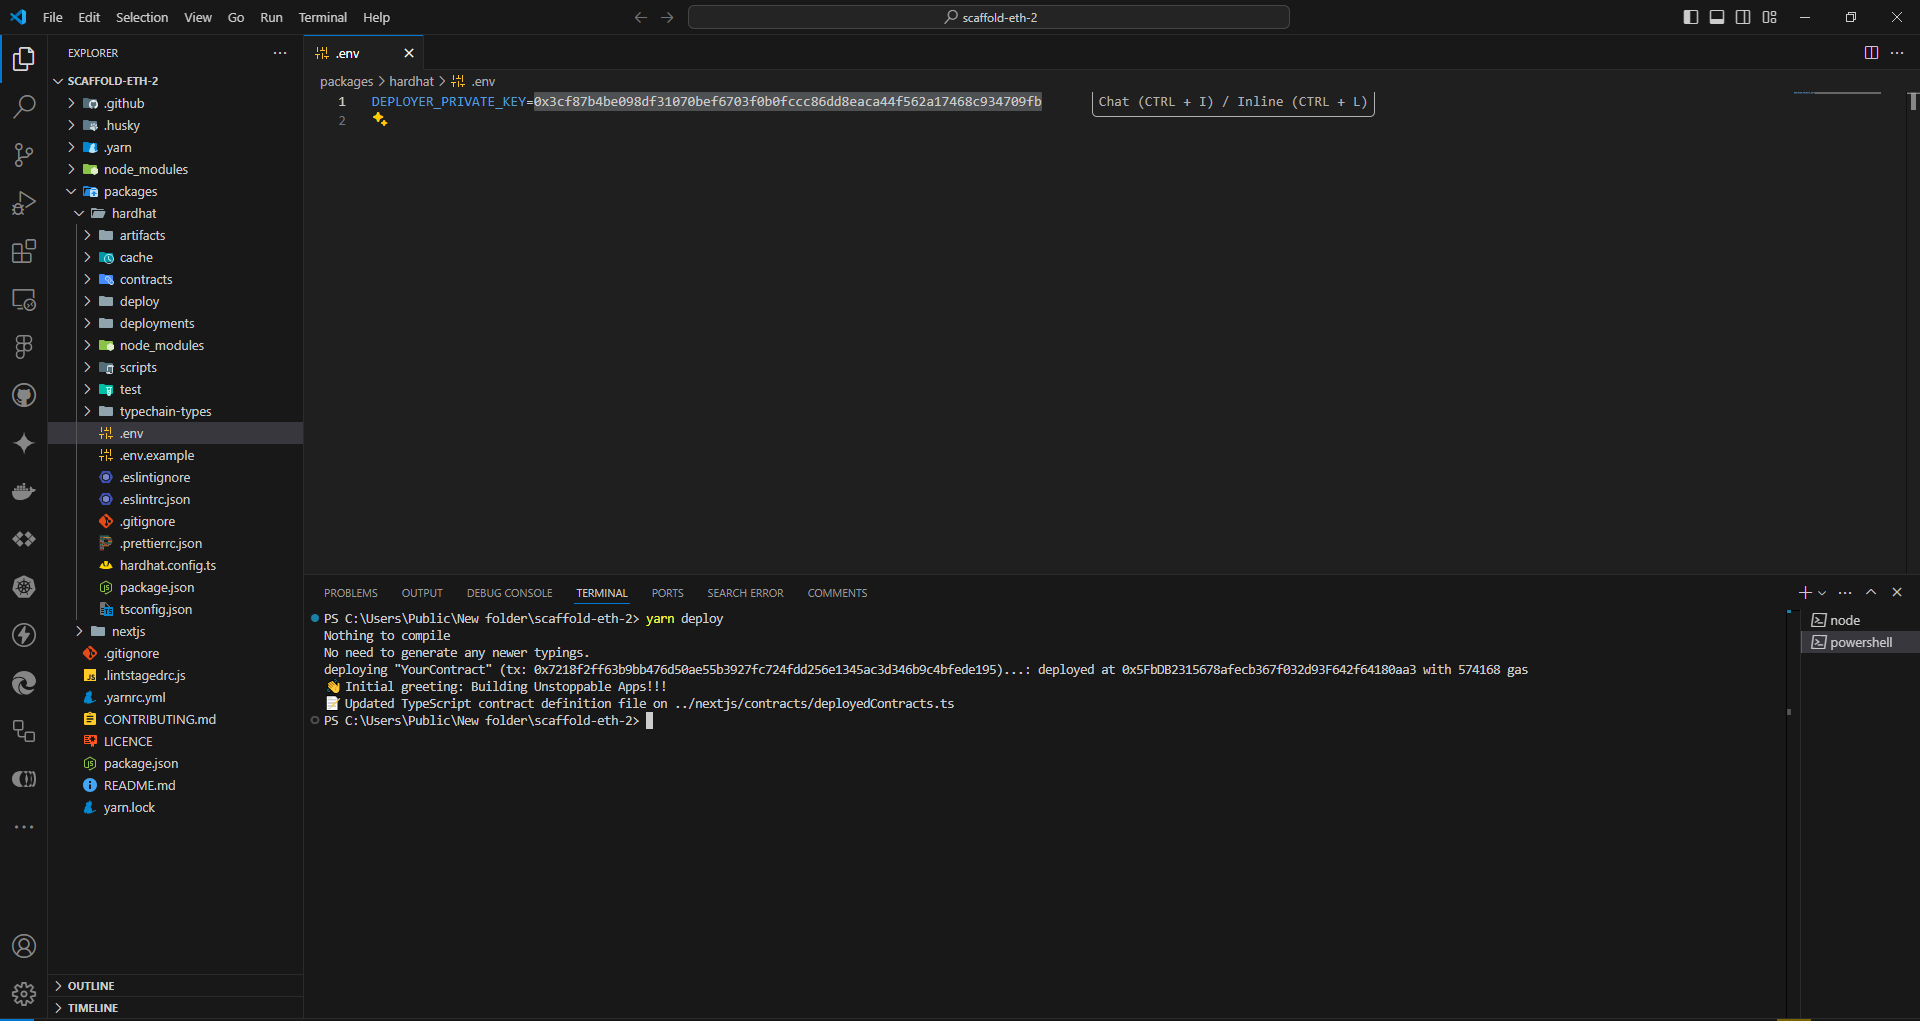 File Edit Selection View Go Run Terminal Help
scaffold-eth-2
EXPLORER
SCAFFOLD-ETH-2
.github
.husky
.yarn
node_modules
packages
hardhat
artifacts
cache
contracts
deploy
deployments
node_modules
scripts
test
typechain-types
.env
.env.example
.eslintignore
.eslintrc.json
.gitignore
.prettierrc.json
hardhat.config.ts
package.json
tsconfig.json
nextjs
.gitignore
.lintstagedrc.js
.yarnrc.yml
CONTRIBUTING.md
LICENCE
package.json
README.md
yarn.lock
OUTLINE
TIMELINE
.env
packages > hardhat > .env
1 DEPLOYER_PRIVATE_KEY=0x3cf87b4be098df31070bef6703f0b0fccc86dd8eaca44f562a17468c934709fb
Chat (CTRL + I) / Inline (CTRL + L)
2
PROBLEMS OUTPUT DEBUG CONSOLE TERMINAL PORTS SEARCH ERROR COMMENTS
PS C:\Users\Public\New folder\scaffold-eth-2> yarn deploy
Nothing to compile
No need to generate any newer typings.
deploying "YourContract" (tx: 0x7218f2ff63b9bb476d50ae55b3927fc724fdd256e1345ac3d346b9c4bfede195)...: deployed at 0x5FbDB2315678afecb367f032d93F642f64180aa3 with 574168 gas
👋 Initial greeting: Building Unstoppable Apps!!!
📝 Updated TypeScript contract definition file on ../nextjs/contracts/deployedContracts.ts
PS C:\Users\Public\New folder\scaffold-eth-2>
node
powershell